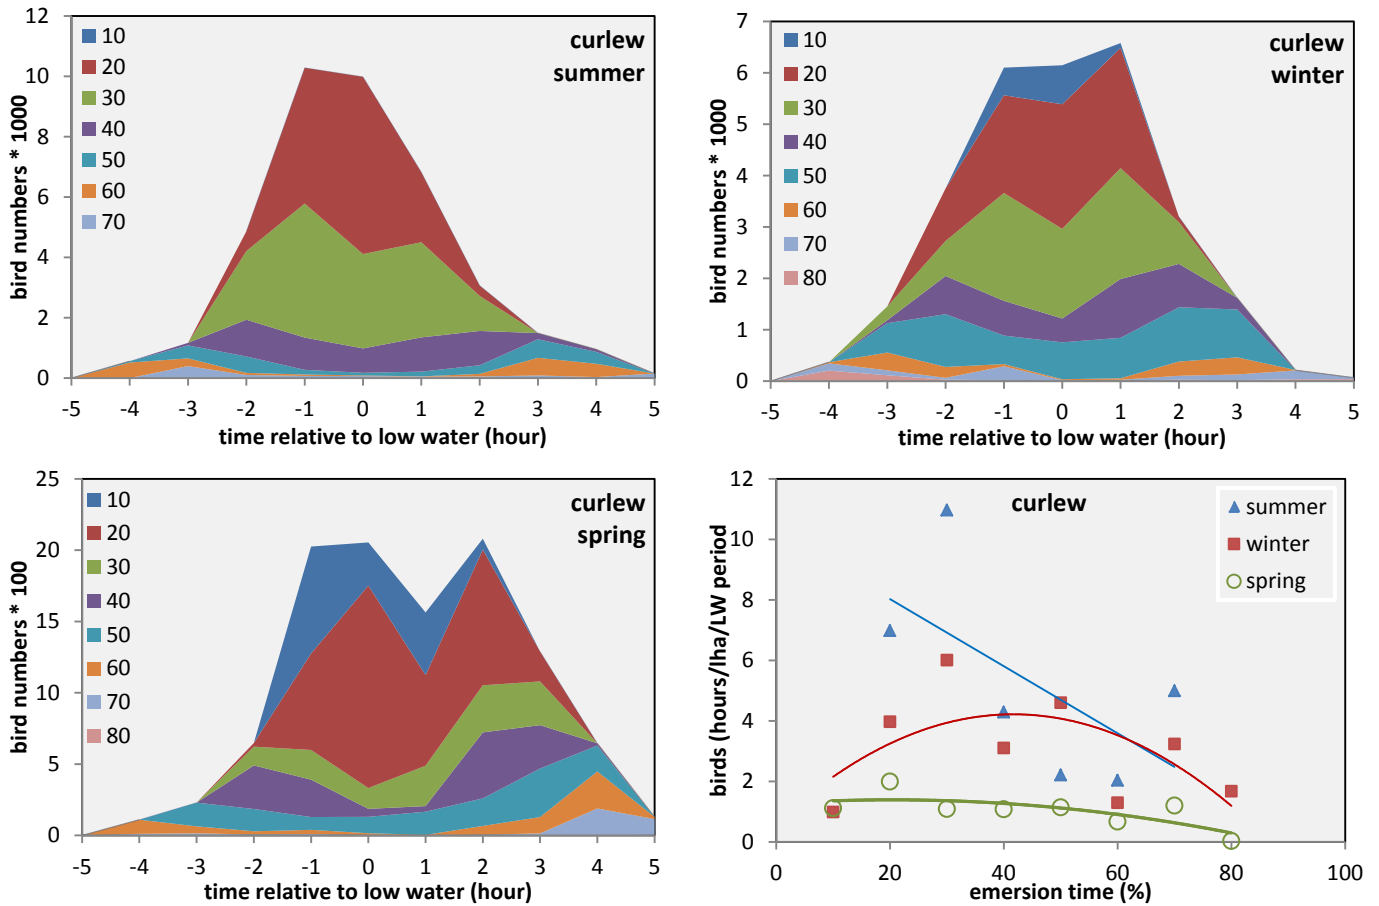 12
10
8
6
4
2
0
bird numbers * 1000
10
20
30
40
50
60
70
curlew
summer
-5 -4 -3 -2 -1 0 1 2 3 4 5
time relative to low water (hour)
7
6
5
4
3
2
1
0
bird numbers * 1000
10
20
30
40
50
60
70
80
curlew
winter
-5 -4 -3 -2 -1 0 1 2 3 4 5
time relative to low water (hour)
25
20
15
10
5
0
bird numbers * 100
10
20
30
40
50
60
70
80
curlew
spring
-5 -4 -3 -2 -1 0 1 2 3 4 5
time relative to low water (hour)
12
10
8
6
4
2
0
birds (hours/lha/LW period
curlew
summer
winter
spring
0 20 40 60 80 100
emersion time (%)